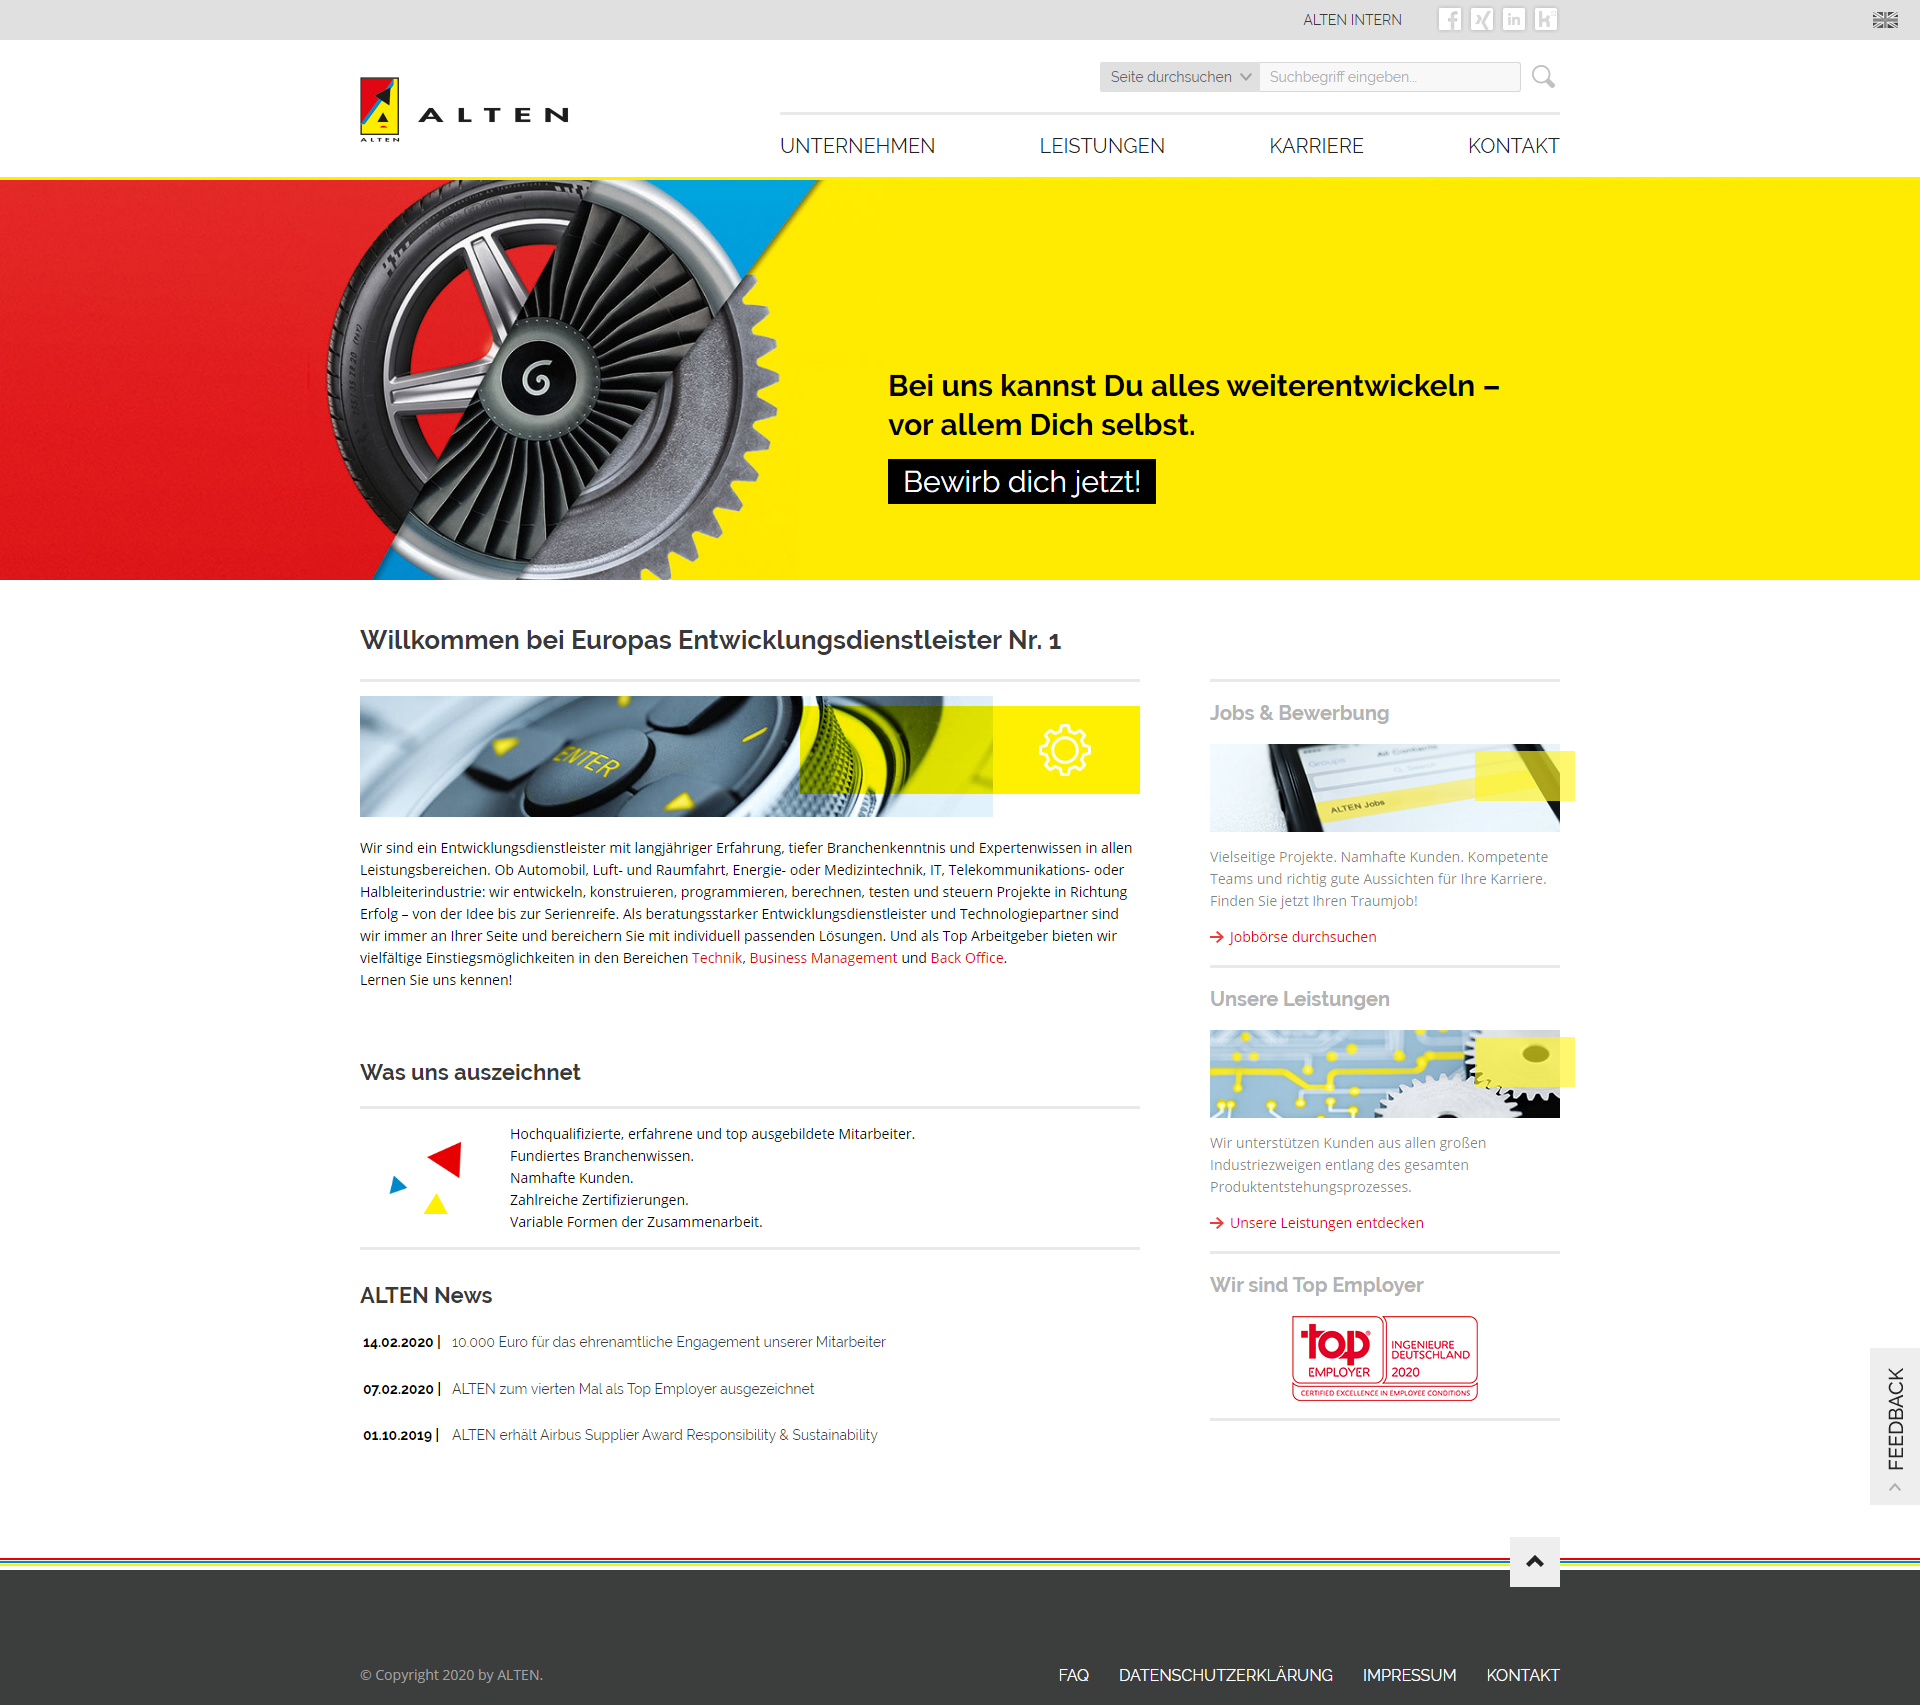 ALTEN INTERN
Seite durchsuchen
Suchbegriff eingeben...
ALTEN
ALTEN
UNTERNEHMEN
LEISTUNGEN
KARRIERE
KONTAKT
Bei uns kannst Du alles weiterentwickeln –
vor allem Dich selbst.
Bewirb dich jetzt!
Willkommen bei Europas Entwicklungsdienstleister Nr. 1
ENTER
Wir sind ein Entwicklungsdienstleister mit langjähriger Erfahrung, tiefer Branchenkenntnis und Expertenwissen in allen
Leistungsbereichen. Ob Automobil, Luft- und Raumfahrt, Energie- oder Medizintechnik, IT, Telekommunikations- oder
Halbleiterindustrie: wir entwickeln, konstruieren, programmieren, berechnen, testen und steuern Projekte in Richtung
Erfolg – von der Idee bis zur Serienreife. Als beratungsstarker Entwicklungsdienstleister und Technologiepartner sind
wir immer an Ihrer Seite und bereichern Sie mit individuell passenden Lösungen. Und als Top Arbeitgeber bieten wir
vielfältige Einstiegsmöglichkeiten in den Bereichen Technik, Business Management und Back Office.
Lernen Sie uns kennen!
Was uns auszeichnet
Hochqualifizierte, erfahrene und top ausgebildete Mitarbeiter.
Fundiertes Branchenwissen.
Namhafte Kunden.
Zahlreiche Zertifizierungen.
Variable Formen der Zusammenarbeit.
ALTEN News
14.02.2020 | 10.000 Euro für das ehrenamtliche Engagement unserer Mitarbeiter
07.02.2020 | ALTEN zum vierten Mal als Top Employer ausgezeichnet
01.10.2019 | ALTEN erhält Airbus Supplier Award Responsibility & Sustainability
Jobs & Bewerbung
All Contacts
Groups
Search
ALTEN Jobs
Vielseitige Projekte. Namhafte Kunden. Kompetente
Teams und richtig gute Aussichten für Ihre Karriere.
Finden Sie jetzt Ihren Traumjob!
Jobbörse durchsuchen
Unsere Leistungen
Wir unterstützen Kunden aus allen großen
Industriezweigen entlang des gesamten
Produktentstehungsprozesses.
Unsere Leistungen entdecken
Wir sind Top Employer
top
EMPLOYER
INGENIEURE
DEUTSCHLAND
2020
CERTIFIED EXCELLENCE IN EMPLOYEE CONDITIONS
FEEDBACK
© Copyright 2020 by ALTEN.
FAQ
DATENSCHUTZERKLÄRUNG
IMPRESSUM
KONTAKT